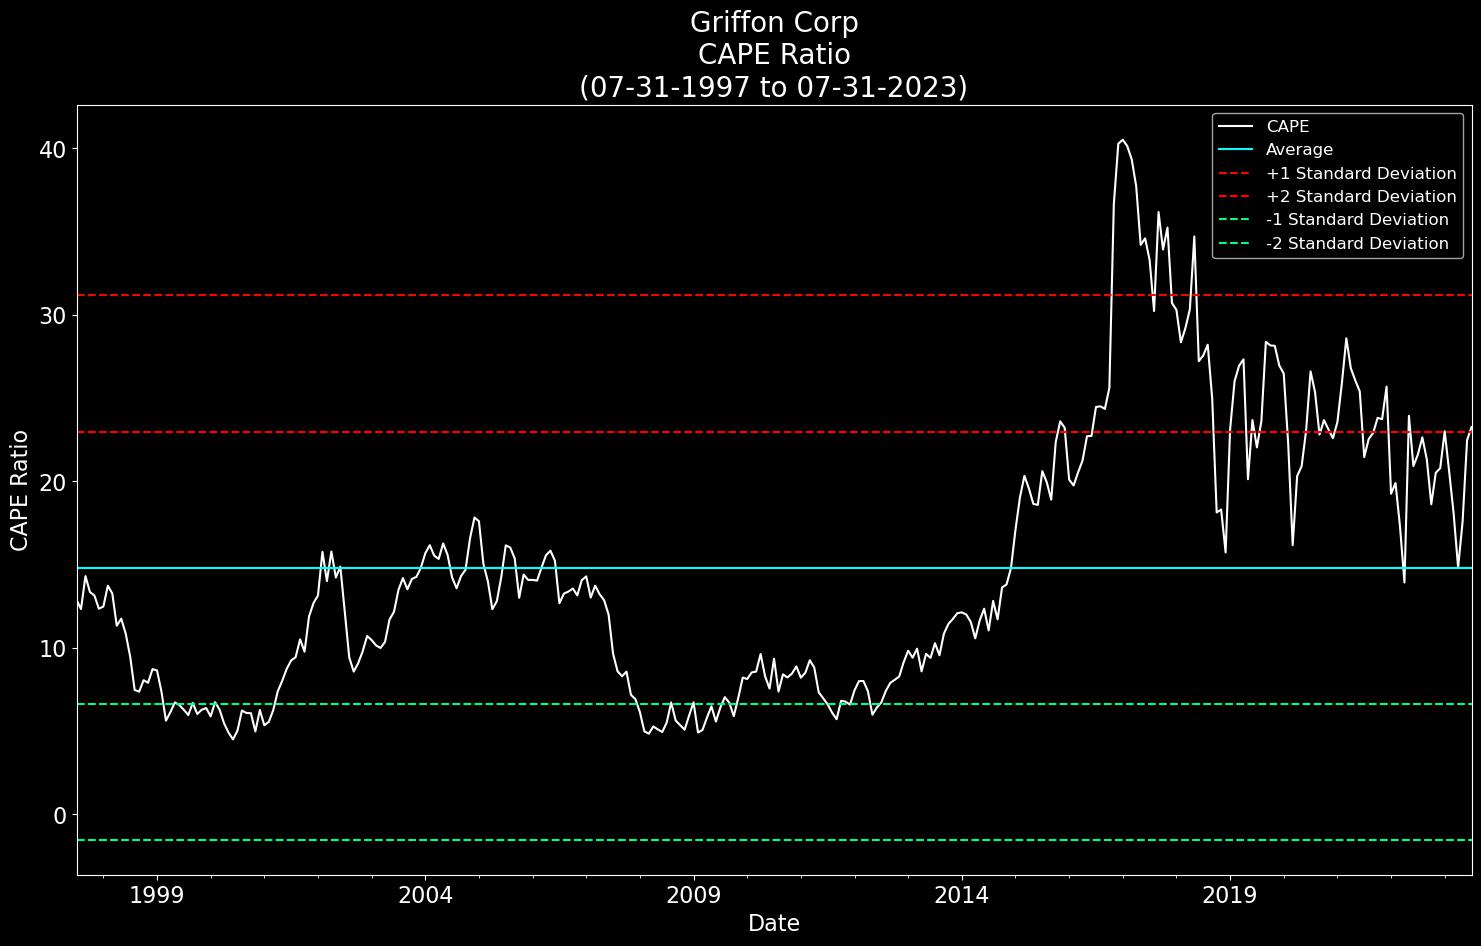 Griffon Corp
CAPE Ratio
(07-31-1997 to 07-31-2023)
CAPE
Average
+1 Standard Deviation
+2 Standard Deviation
-1 Standard Deviation
-2 Standard Deviation
CAPE Ratio
40
30
20
10
0
1999 2004 2009 2014 2019
Date